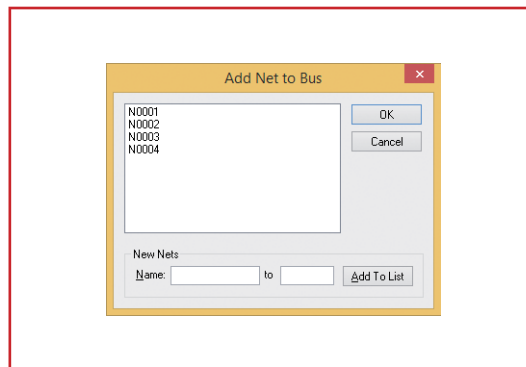 Add Net to Bus
N0001
N0002
N0003
N0004
OK
Cancel
New Nets
Name: to Add To List